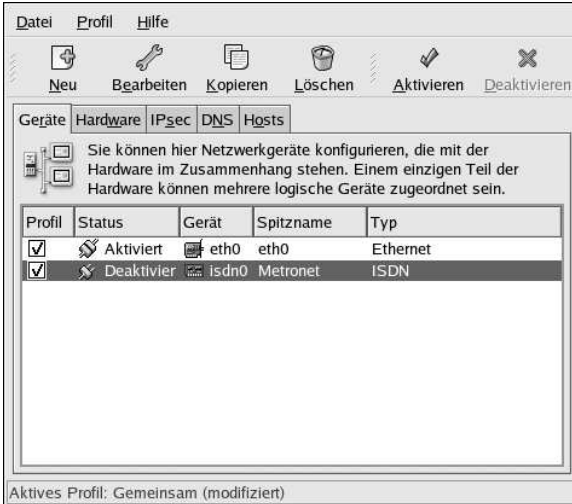 Datei Profil Hilfe
Neu Bearbeiten Kopieren Löschen Aktivieren Deaktivieren
Geräte Hardware IPsec DNS Hosts
Sie können hier Netzwerkgeräte konfigurieren, die mit der
Hardware im Zusammenhang stehen. Einem einzigen Teil der
Hardware können mehrere logische Geräte zugeordnet sein.
Profil Status Gerät Spitzname Typ
Aktiviert eth0 eth0 Ethernet
Deaktivier isdn0 Metronet ISDN
Aktives Profil: Gemeinsam (modifiziert)